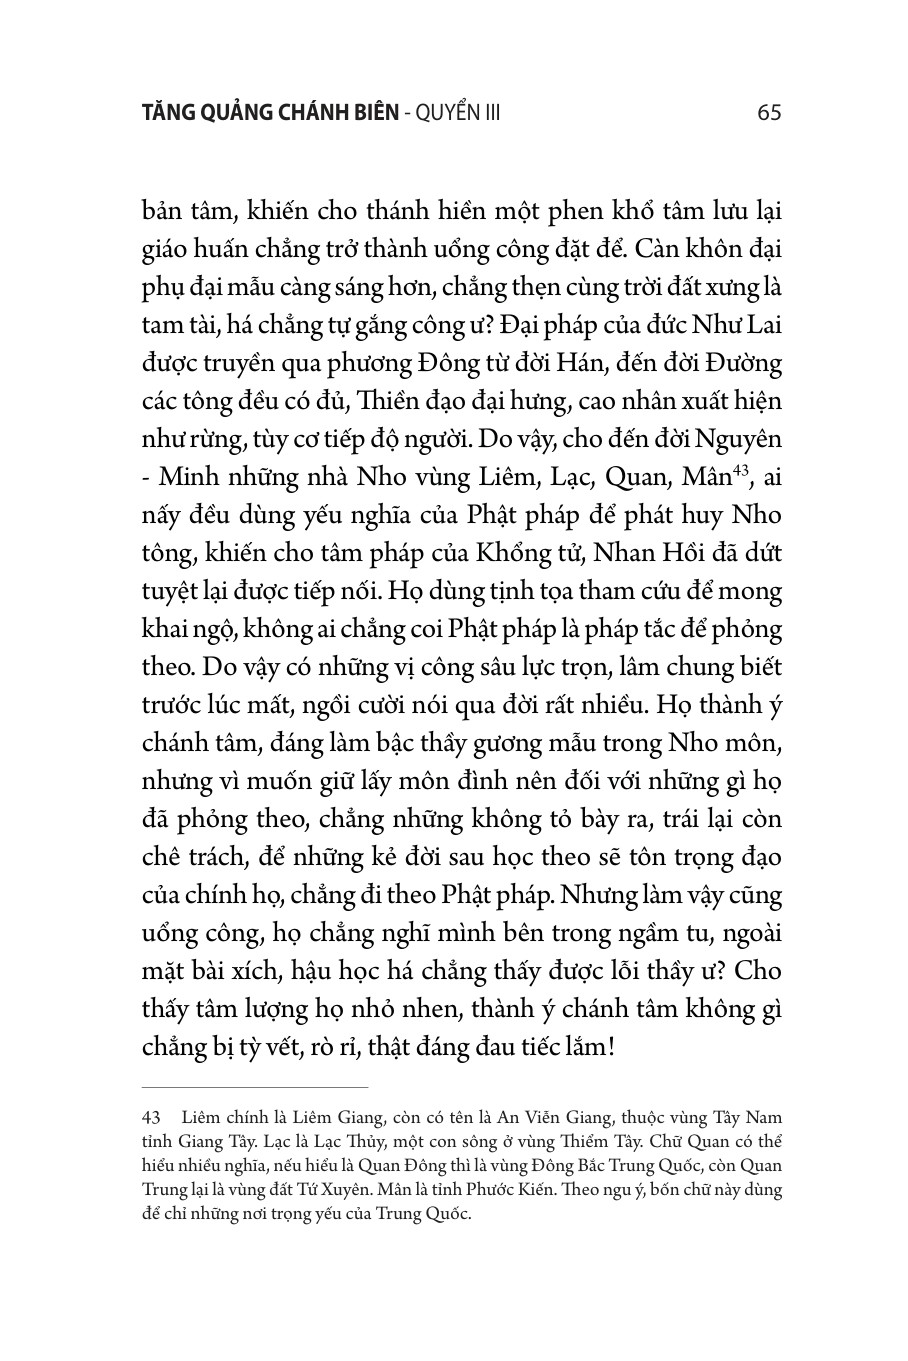 TĂNG QUẢNG CHÁNH BIÊN - QUYỂN III 65
bản tâm, khiến cho thánh hiền một phen khổ tâm lưu lại
giáo huấn chẳng trở thành uổng công đặt để. Càn khôn đại
phụ đại mẫu càng sáng hơn, chẳng thẹn cùng trời đất xưng là
tam tài, há chẳng tự gắng công ư? Đại pháp của đức Như Lai
được truyền qua phương Đông từ đời Hán, đến đời Đường
các tông đều có đủ, Thiền đạo đại hưng, cao nhân xuất hiện
như rừng, tùy cơ tiếp độ người. Do vậy, cho đến đời Nguyên
- Minh những nhà Nho vùng Liêm, Lạc, Quan, Mân43, ai
nấy đều dùng yếu nghĩa của Phật pháp để phát huy Nho
tông, khiến cho tâm pháp của Khổng tử, Nhan Hồi đã dứt
tuyệt lại được tiếp nối. Họ dùng tịnh tọa tham cứu để mong
khai ngộ, không ai chẳng coi Phật pháp là pháp tắc để phỏng
theo. Do vậy có những vị công sâu lực trọn, lâm chung biết
trước lúc mất, ngồi cười nói qua đời rất nhiều. Họ thành ý
chánh tâm, đáng làm bậc thầy gương mẫu trong Nho môn,
nhưng vì muốn giữ lấy môn đình nên đối với những gì họ
đã phỏng theo, chẳng những không tỏ bày ra, trái lại còn
chê trách, để những kẻ đời sau học theo sẽ tôn trọng đạo
của chính họ, chẳng đi theo Phật pháp. Nhưng làm vậy cũng
uổng công, họ chẳng nghĩ mình bên trong ngầm tu, ngoài
mặt bài xích, hậu học há chẳng thấy được lỗi thầy ư? Cho
thấy tâm lượng họ nhỏ nhen, thành ý chánh tâm không gì
chẳng bị tỳ vết, rò rỉ, thật đáng đau tiếc lắm!
43 Liêm chính là Liêm Giang, còn có tên là An Viễn Giang, thuộc vùng Tây Nam
tỉnh Giang Tây. Lạc là Lạc Thủy, một con sông ở vùng Thiểm Tây. Chữ Quan có thể
hiểu nhiều nghĩa, nếu hiểu là Quan Đông thì là vùng Đông Bắc Trung Quốc, còn Quan
Trung lại là vùng đất Tứ Xuyên. Mân là tỉnh Phước Kiến. Theo ngu ý, bốn chữ này dùng
để chỉ những nơi trọng yếu của Trung Quốc.